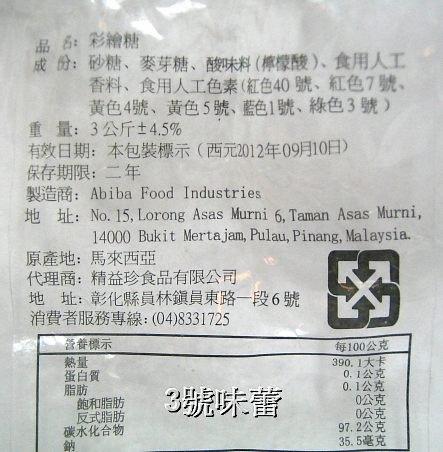 品 名:彩繪糖
成 份:砂糖、麥芽糖、酸味料(檸檬酸)、食用人工
香料、食用人工色素(紅色40 號、紅色7 號、
黃色4號、黃色5 號、藍色1號、綠色3 號)
重 量:3 公斤±4.5%
有效日期:本包裝標示(西元2012年09月10日)
保存期限:二年
製造商:Abiba Food Industries
地 址:No.15,Lorong Asas Murni 6,Taman Asas Murni,
14000 Bukit Mertajam,Pulau,Pinang,Malaysia.
原產地:馬來西亞
代理商:精益珍食品有限公司
地 址:彰化縣員林鎮員東路一段6號
消費者服務專線:(04)8331725
營養標示 每100公克
熱量 390.1大卡
蛋白質 0.1公克
脂肪 0.1公克
飽和脂肪 0公克
反式脂肪 0公克
碳水化合物 97.2公克
鈉 35.5毫克
3號味蕾